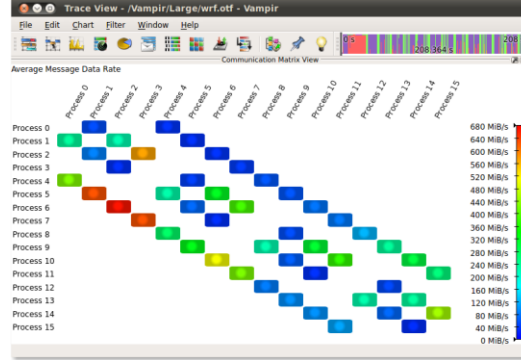 Trace View - /Vampir/Large/wrf.otf - Vampir
File Edit Chart Filter Window Help
0 s
208.364 s
208
Communication Matrix View
Average Message Data Rate
Process 0 Process 1 Process 2 Process 3 Process 4 Process 5 Process 6 Process 7 Process 8 Process 9 Process 10 Process 11 Process 12 Process 13 Process 14 Process 15
Process 0
680 MiB/s
Process 1
640 MiB/s
Process 2
600 MiB/s
Process 3
560 MiB/s
Process 4
520 MiB/s
Process 5
480 MiB/s
440 MiB/s
Process 6
400 MiB/s
Process 7
360 MiB/s
Process 8
320 MiB/s
Process 9
280 MiB/s
Process 10
240 MiB/s
Process 11
200 MiB/s
Process 12
160 MiB/s
Process 13
120 MiB/s
Process 14
80 MiB/s
Process 15
40 MiB/s
0 MiB/s